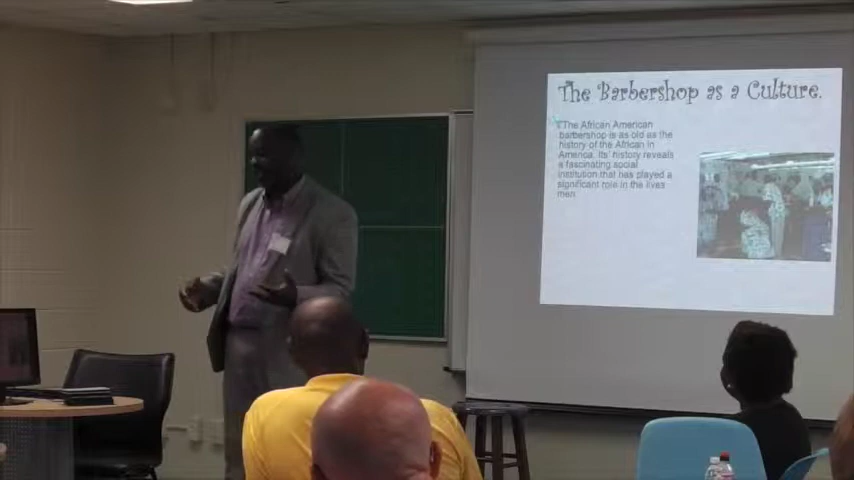 The Barbershop as a Culture.
The African American
barbershop is as old as the
history of the African in
America. Its' history reveals
a fascinating social
institution that has played a
significant role in the lives
men.